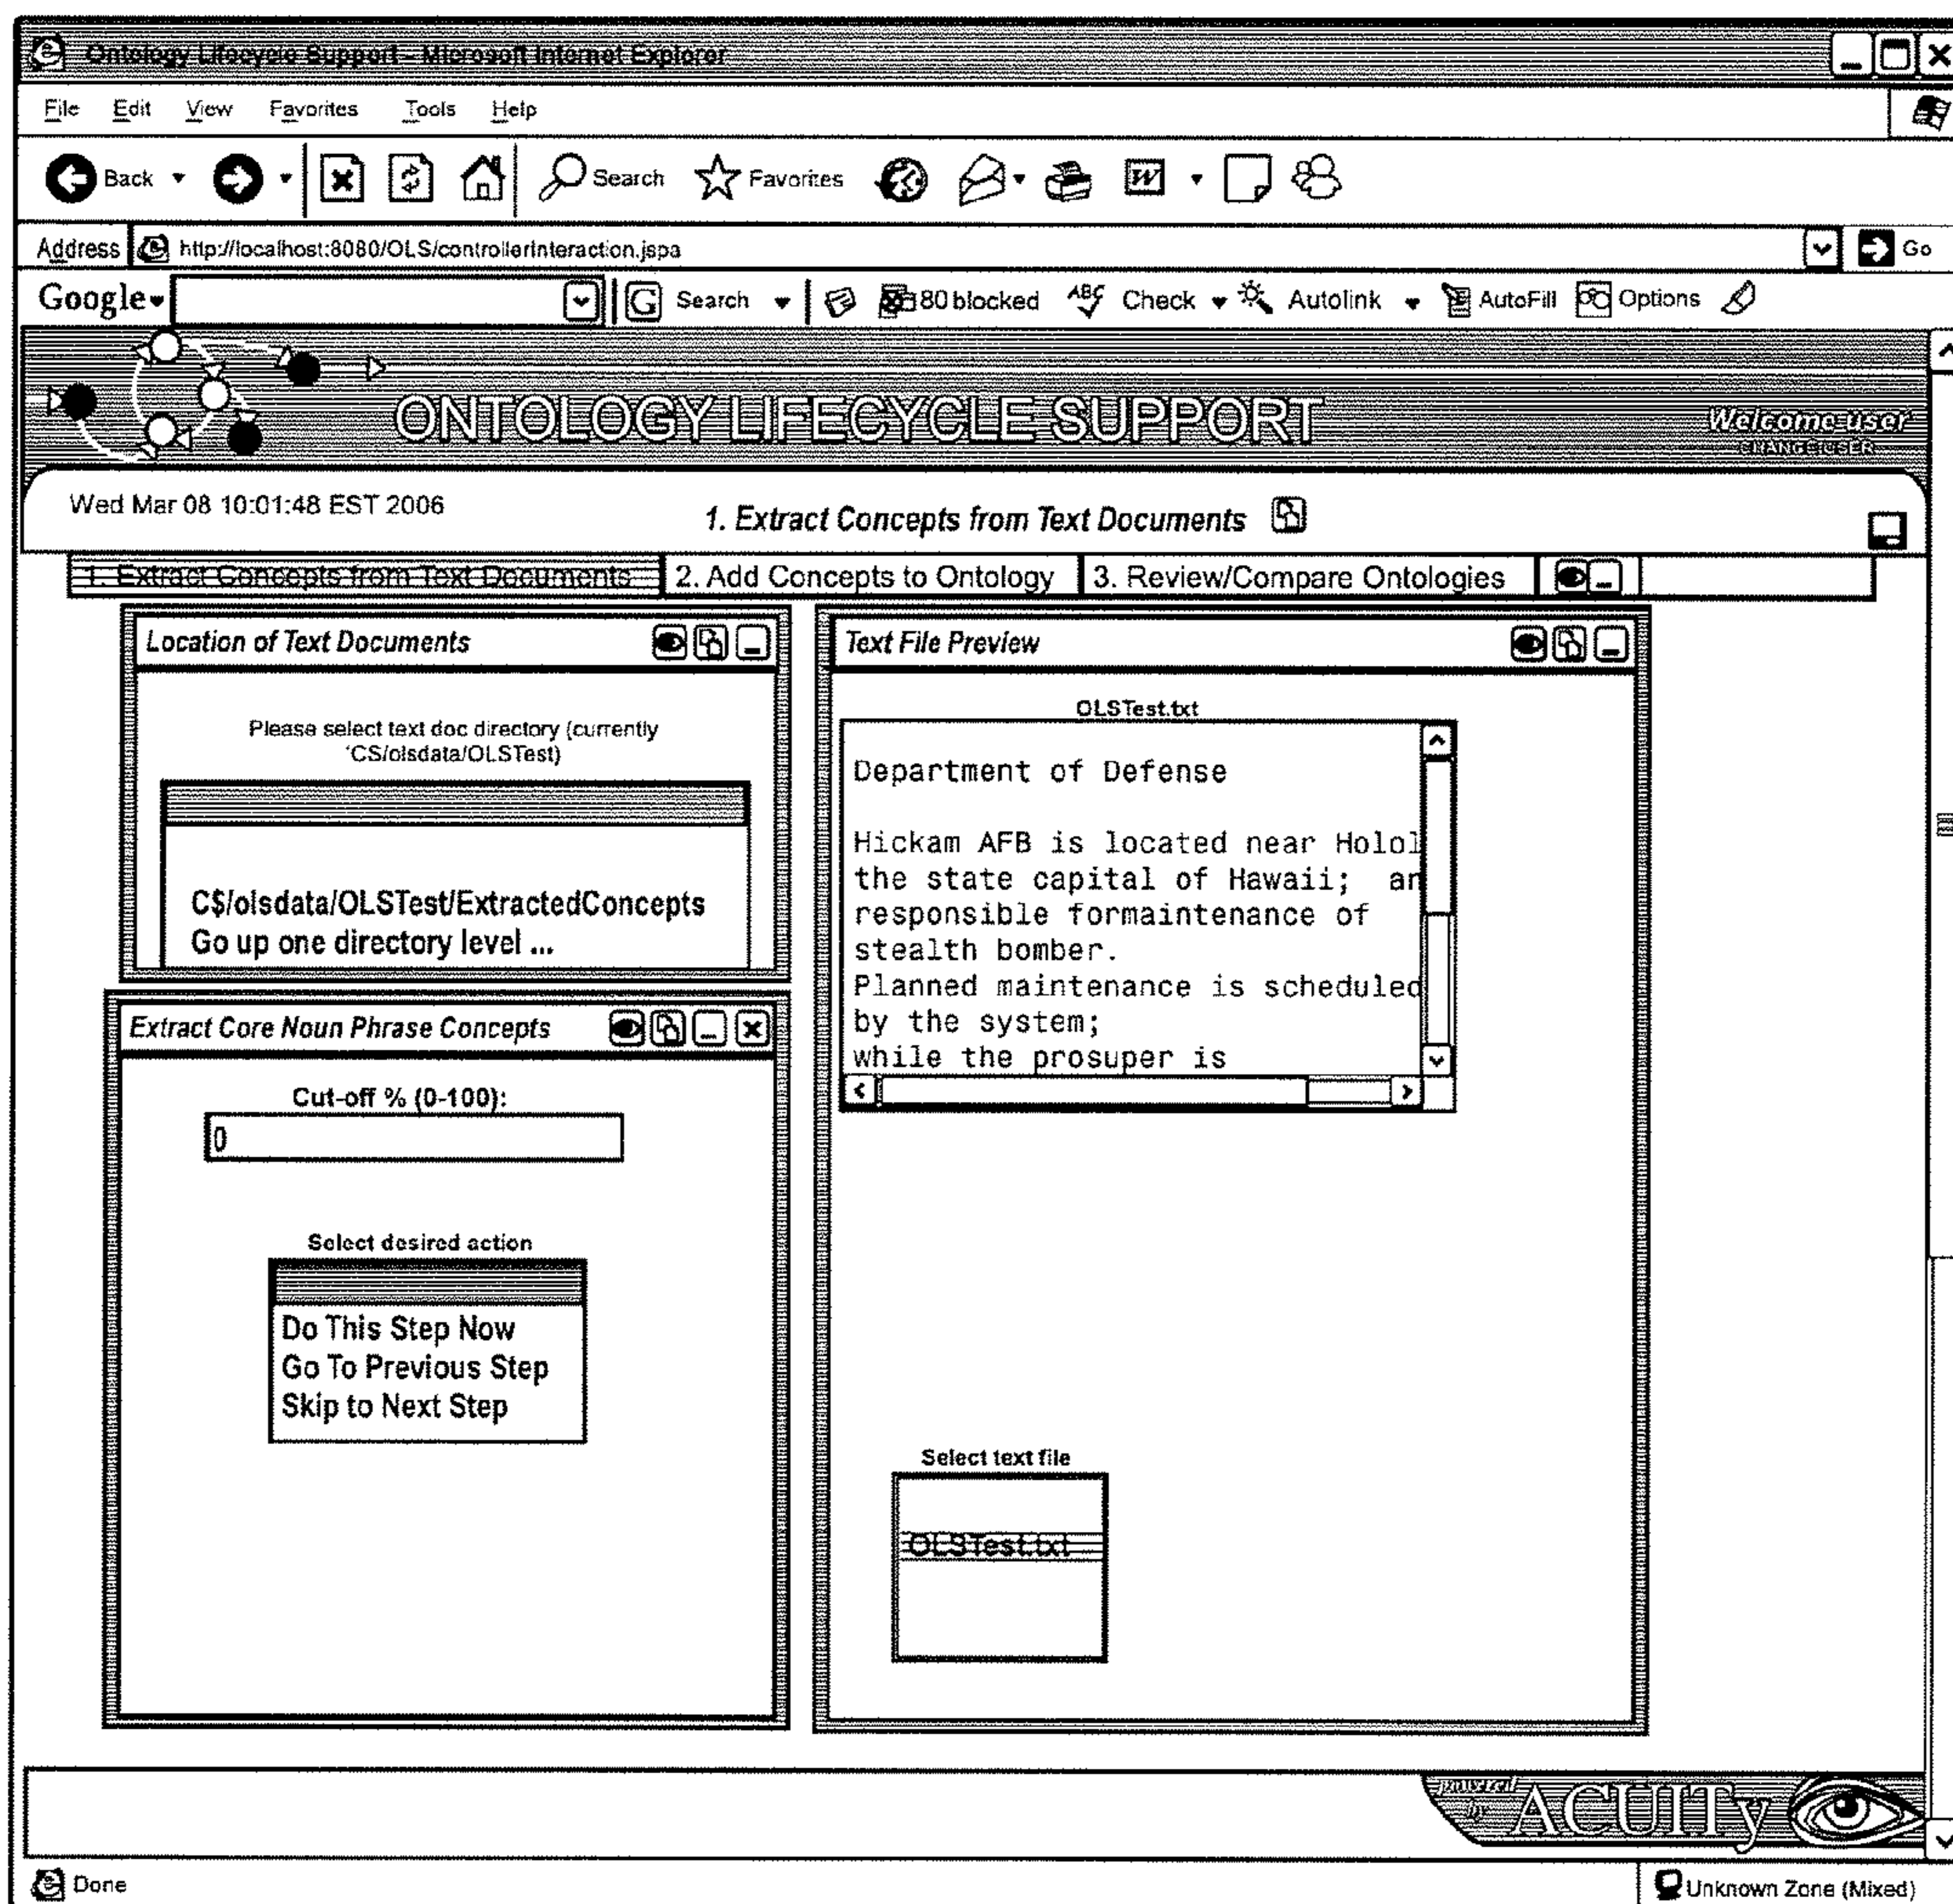 Ontology Lifecycle Support - Microsoft Internet Explorer
File Edit View Favorites Tools Help
Back Search Favorites
Address http://localhost:8080/OLS/controllerInteraction.jspa Go
Google G Search 80 blocked ABC Check Autolink AutoFill Options
ONTOLOGY LIFECYCLE SUPPORT
Welcome user
CHANGE USER
Wed Mar 08 10:01:48 EST 2006
1. Extract Concepts from Text Documents
1. Extract Concepts from Text Documents 2. Add Concepts to Ontology 3. Review/Compare Ontologies
Location of Text Documents
Please select text doc directory (currently
'CS/olsdata/OLSTest)
C$/olsdata/OLSTest/ExtractedConcepts
Go up one directory level ...
Extract Core Noun Phrase Concepts
Cut-off % (0-100):
0
Select desired action
Do This Step Now
Go To Previous Step
Skip to Next Step
Text File Preview
OLSTest.txt
Department of Defense
Hickam AFB is located near Holol
the state capital of Hawaii; an
responsible formaintenance of
stealth bomber.
Planned maintenance is scheduled
by the system;
while the prosuper is
Select text file
OLSTest.txt
powered
by ACUITy
Done
Unknown Zone (Mixed)